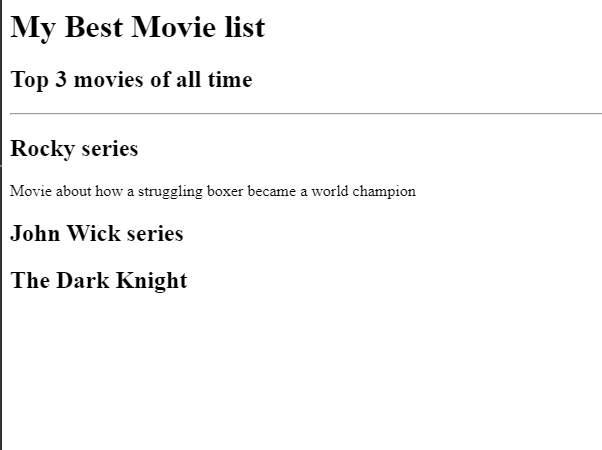 My Best Movie list
Top 3 movies of all time
Rocky series
Movie about how a struggling boxer became a world champion
John Wick series
The Dark Knight